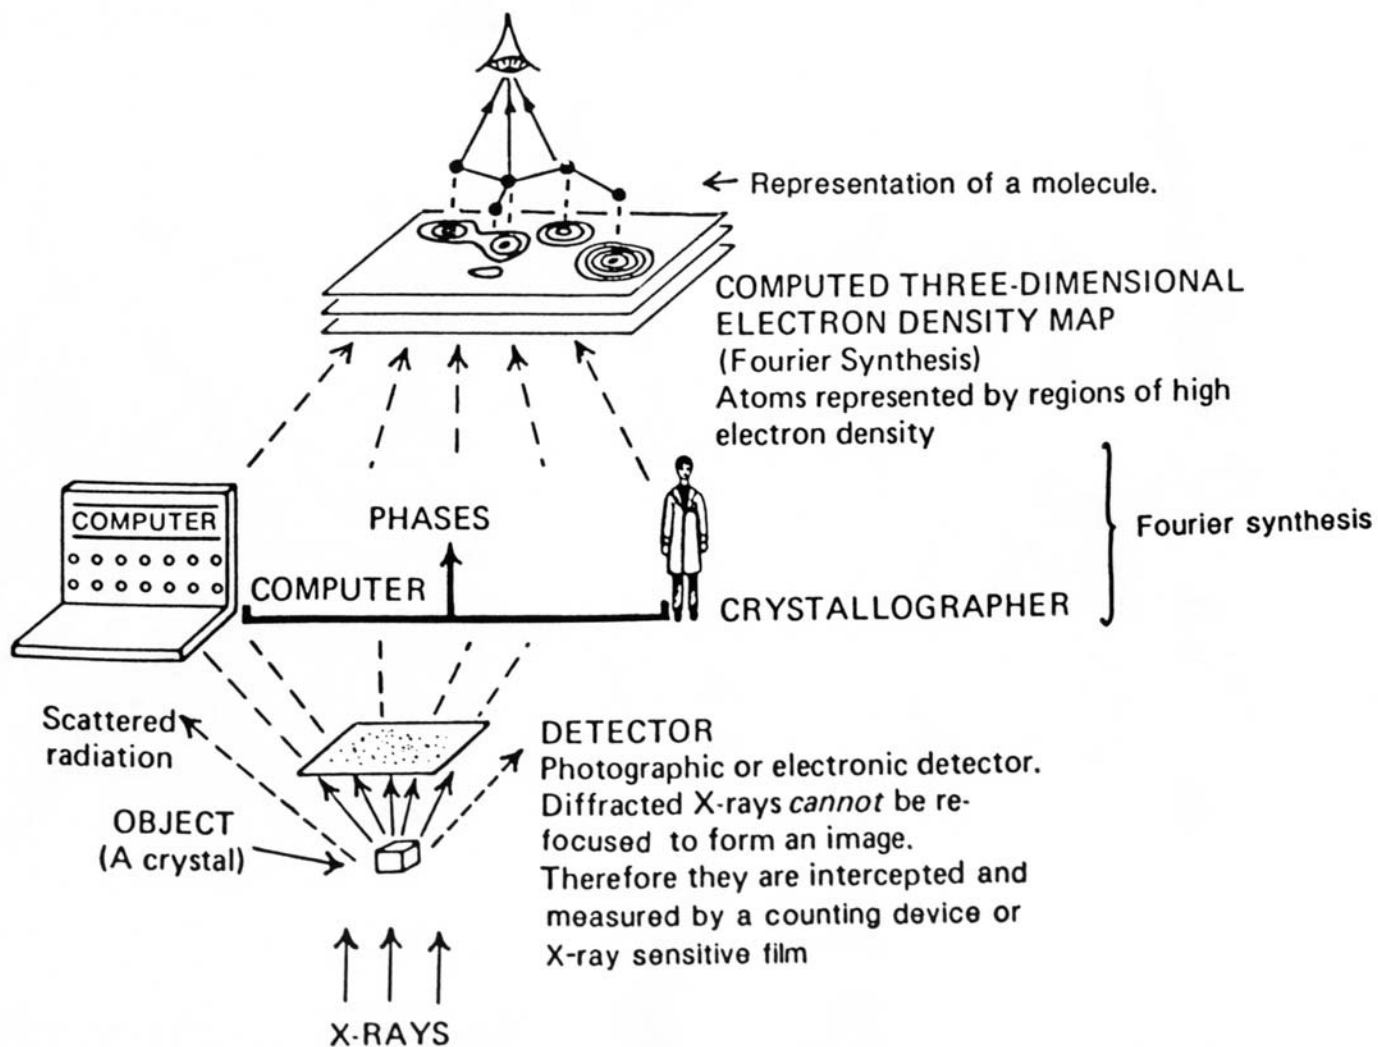 ← Representation of a molecule.
COMPUTED THREE-DIMENSIONAL
ELECTRON DENSITY MAP
(Fourier Synthesis)
Atoms represented by regions of high
electron density
COMPUTER
PHASES
Fourier synthesis
COMPUTER
CRYSTALLOGRAPHER
Scattered
radiation
DETECTOR
Photographic or electronic detector.
Diffracted X-rays cannot be re-
focused to form an image.
Therefore they are intercepted and
measured by a counting device or
X-ray sensitive film
OBJECT
(A crystal)
X-RAYS